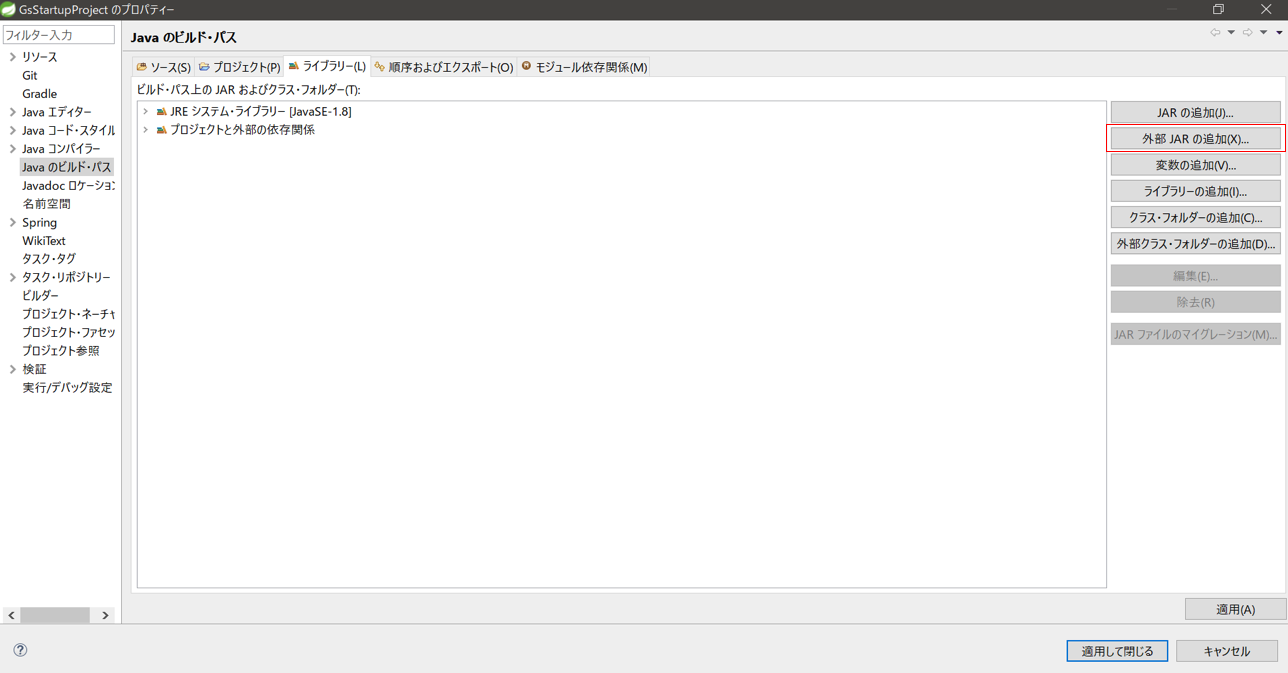 GsStartupProject のプロパティー
フィルター入力
リソース
Git
Gradle
Java エディター
Java コード・スタイル
Java コンパイラー
Java のビルド・パス
Javadoc ロケーション
名前空間
Spring
WikiText
タスク・タグ
タスク・リポジトリー
ビルダー
プロジェクト・ネーチャ
プロジェクト・ファセッ
プロジェクト参照
検証
実行/デバッグ設定
Java のビルド・パス
ソース(S) プロジェクト(P) ライブラリー(L) 順序およびエクスポート(O) モジュール依存関係(M)
ビルド・パス上の JAR およびクラス・フォルダー(T):
JRE システム・ライブラリー [JavaSE-1.8]
プロジェクトと外部の依存関係
JAR の追加(J)...
外部 JAR の追加(X)...
変数の追加(V)...
ライブラリーの追加(I)...
クラス・フォルダーの追加(C)...
外部クラス・フォルダーの追加(D)...
編集(E)...
除去(R)
JAR ファイルのマイグレーション(M)...
適用(A)
適用して閉じる
キャンセル